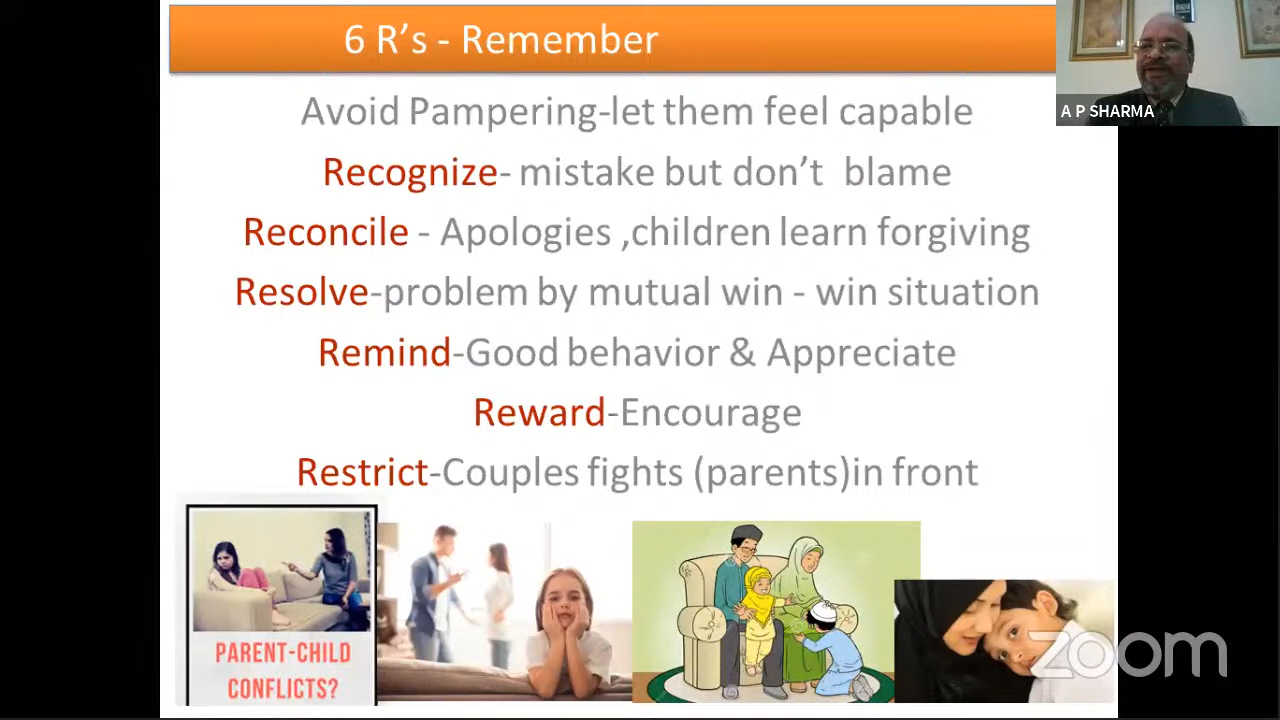 6 R’s - Remember
A P SHARMA
Avoid Pampering-let them feel capable
Recognize- mistake but don’t  blame
Reconcile - Apologies ,children learn forgiving
Resolve-problem by mutual win - win situation
Remind-Good behavior & Appreciate
Reward-Encourage
Restrict-Couples fights (parents)in front
PARENT-CHILD
CONFLICTS?
zoom